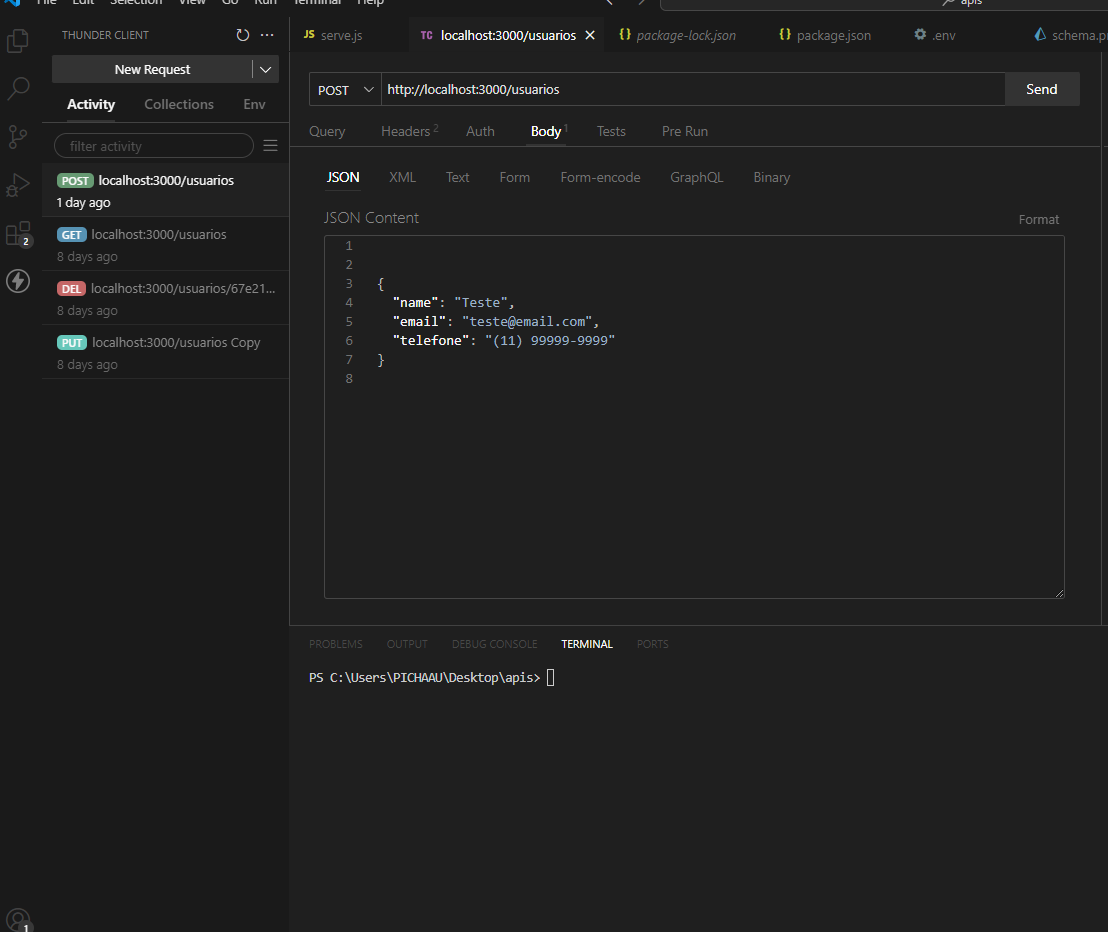 File Edit Selection View Go Run Terminal Help
apis
THUNDER CLIENT
New Request
Activity Collections Env
filter activity
POST localhost:3000/usuarios
1 day ago
GET localhost:3000/usuarios
8 days ago
DEL localhost:3000/usuarios/67e21...
8 days ago
PUT localhost:3000/usuarios Copy
8 days ago
2
1
JS serve.js
TC localhost:3000/usuarios
{} package-lock.json
{} package.json
.env
schema.pr
POST http://localhost:3000/usuarios Send
Query Headers 2 Auth Body 1 Tests Pre Run
JSON XML Text Form Form-encode GraphQL Binary
JSON Content Format
1
2
3 {
4 "name": "Teste",
5 "email": "teste@email.com",
6 "telefone": "(11) 99999-9999"
7 }
8
PROBLEMS OUTPUT DEBUG CONSOLE TERMINAL PORTS
PS C:\Users\PICHAAU\Desktop\apis>